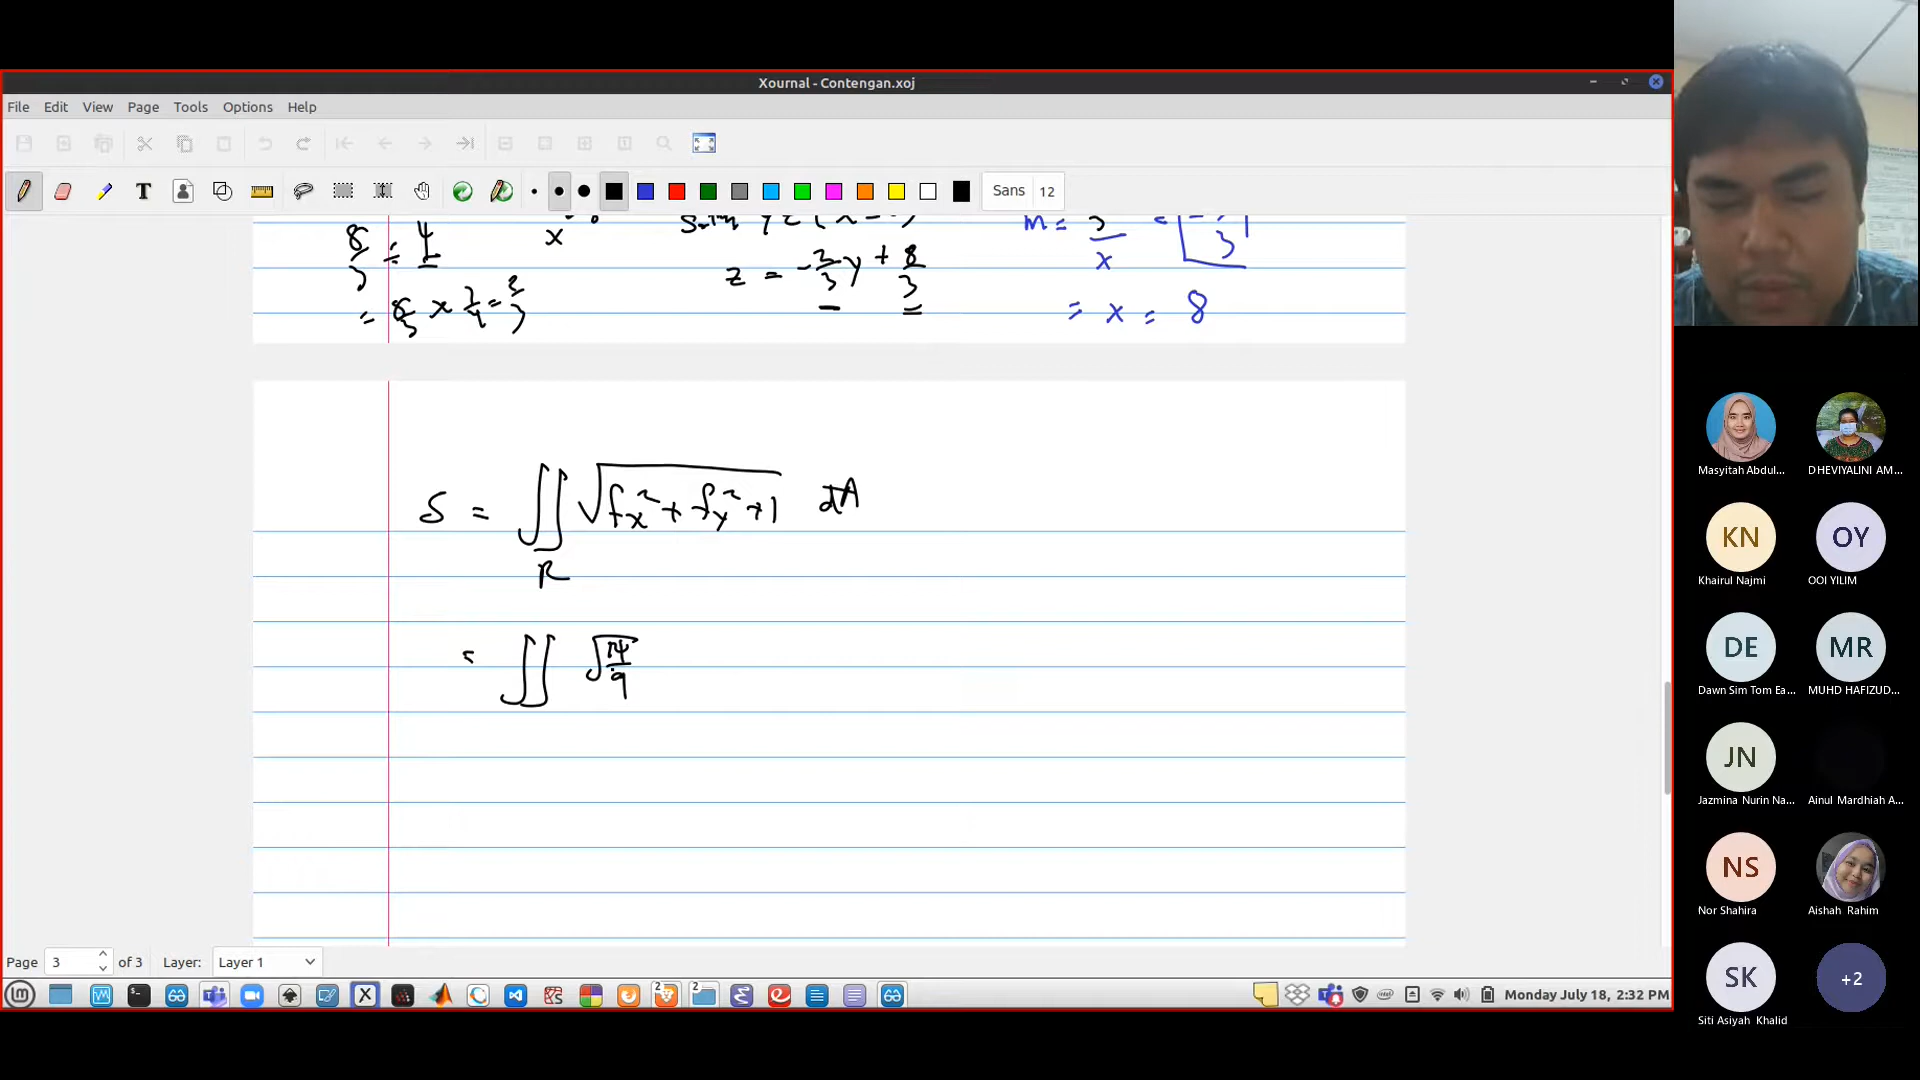 Xournal - Contengan.xoj
File Edit View Page Tools Options Help
Sans 12
8/3 ÷ 4
= 8/3 x
x
z = -2/3 y + 8/3
m =
x
3
= x = 8
S = ∬ √(fx² + fy² + 1) dA
R
= ∬ √(14/9)
Page 3 of 3 Layer: Layer 1
Monday July 18, 2:32 PM
Masyitah Abdul...
DHEVIYALINI AM...
KN
Khairul Najmi
OY
OOI YILIM
DE
Dawn Sim Tom Ea...
MR
MUHD HAFIZUD...
JN
Jazmina Nurin Na...
Ainul Mardhiah A...
NS
Nor Shahira
Aishah Rahim
SK
Siti Asiyah Khalid
+2